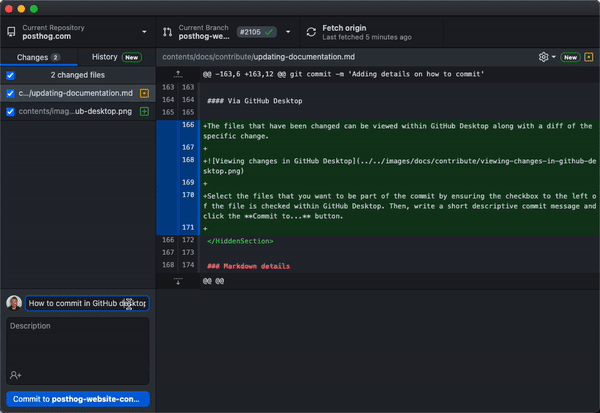 Current Repository
posthog.com
Current Branch
posthog-we...
#2105
Fetch origin
Last fetched 5 minutes ago
Changes 2
History New
contents/docs/contribute/updating-documentation.md
New
2 changed files
c.../updating-documentation.md
contents/imag...ub-desktop.png
@@ -163,6 +163,12 @@ git commit -m 'Adding details on how to commit'
163 163
164 164 #### Via GitHub Desktop
165 165
166 +The files that have been changed can be viewed within GitHub Desktop along with a diff of the
specific change.
167 +
168 +![Viewing changes in GitHub Desktop](../../images/docs/contribute/viewing-changes-in-github-de
sktop.png)
169 +
170 +Select the files that you want to be part of the commit by ensuring the checkbox to the left o
f the file is checked within GitHub Desktop. Then, write a short descriptive commit message and
click the **Commit to...** button.
171 +
166 172 </HiddenSection>
167 173
168 174 ### Markdown details
@@ @@
How to commit in GitHub desktop
Description
Commit to posthog-website-con...